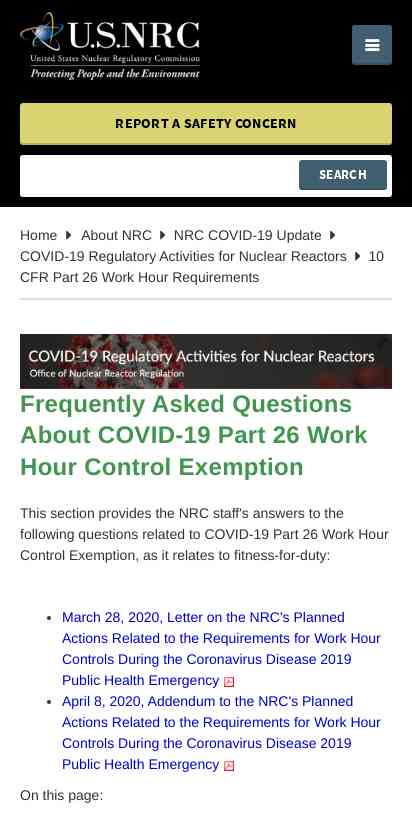 U.S.NRC
United States Nuclear Regulatory Commission
Protecting People and the Environment
REPORT A SAFETY CONCERN
SEARCH
Home About NRC NRC COVID-19 Update
COVID-19 Regulatory Activities for Nuclear Reactors 10
CFR Part 26 Work Hour Requirements
COVID-19 Regulatory Activities for Nuclear Reactors
Office of Nuclear Reactor Regulation
Frequently Asked Questions
About COVID-19 Part 26 Work
Hour Control Exemption
This section provides the NRC staff's answers to the
following questions related to COVID-19 Part 26 Work Hour
Control Exemption, as it relates to fitness-for-duty:
• March 28, 2020, Letter on the NRC's Planned
Actions Related to the Requirements for Work Hour
Controls During the Coronavirus Disease 2019
Public Health Emergency
• April 8, 2020, Addendum to the NRC's Planned
Actions Related to the Requirements for Work Hour
Controls During the Coronavirus Disease 2019
Public Health Emergency
On this page: